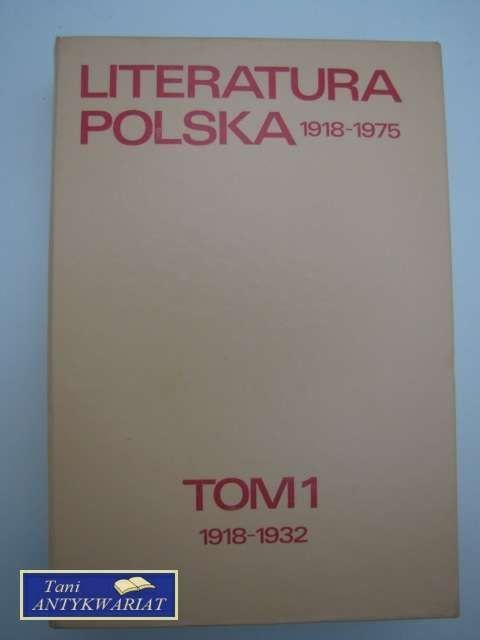 LITERATURA
POLSKA 1918-1975
TOM 1
1918-1932
Tani
ANTYKWARIAT